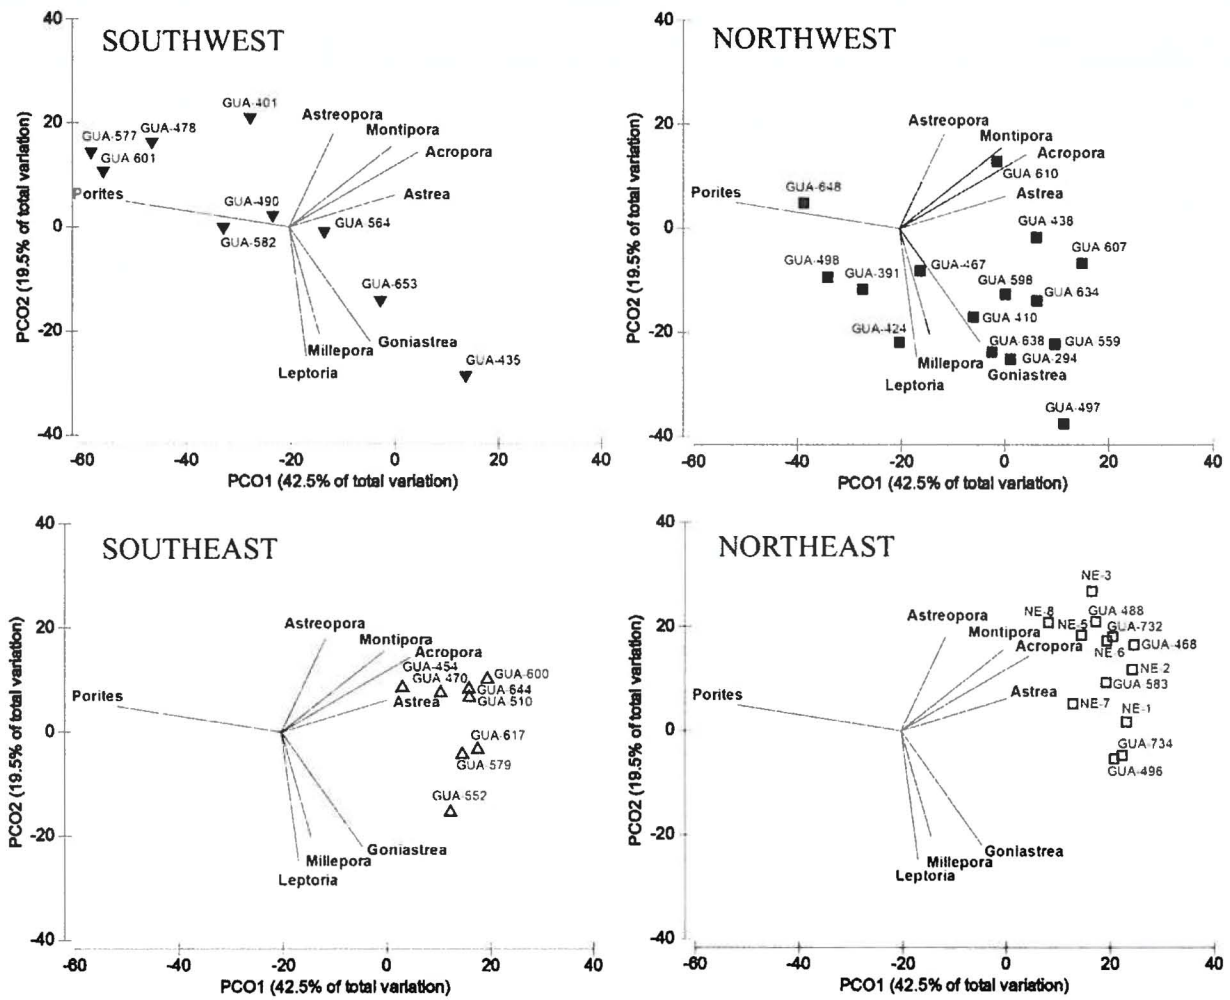 SOUTHWEST
40
20
0
-20
-40
PCO2 (19.5% of total variation)
GUA-401
GUA-577
GUA-478
GUA 601
Porites
GUA-490
GUA-582
Astreopora
Montipora
Acropora
Astrea
GUA-564
GUA-653
Goniastrea
Millepora
Leptoria
GUA-435
-60
-40
-20
0
20
40
PCO1 (42.5% of total variation)
NORTHWEST
40
20
0
-20
-40
PCO2 (19.5% of total variation)
Astreopora
Montipora
Acropora
GUA 610
Astrea
Porites
GUA-648
GUA 438
GUA 607
GUA-498
GUA-391
GUA-467
GUA 598
GUA 634
GUA 410
GUA-424
GUA-638
GUA 559
GUA-294
Millepora
Goniastrea
Leptoria
GUA-497
-60
-40
-20
0
20
40
PCO1 (42.5% of total variation)
SOUTHEAST
40
20
0
-20
-40
PCO2 (19.5% of total variation)
Astreopora
Montipora
Acropora
GUA-454
GUA 470
GUA-600
GUA-644
GUA 510
Astrea
Porites
GUA-617
GUA-579
GUA-552
Goniastrea
Millepora
Leptoria
-60
-40
-20
0
20
40
PCO1 (42.5% of total variation)
NORTHEAST
40
20
0
-20
-40
PCO2 (19.5% of total variation)
NE-3
NE-8
GUA 488
NE-5
GUA-732
Astreopora
Montipora
Acropora
NE 6
GUA-468
NE-2
GUA 583
Astrea
Porites
NE-7
NE-1
GUA-734
GUA-496
Goniastrea
Millepora
Leptoria
-60
-40
-20
0
20
40
PCO1 (42.5% of total variation)